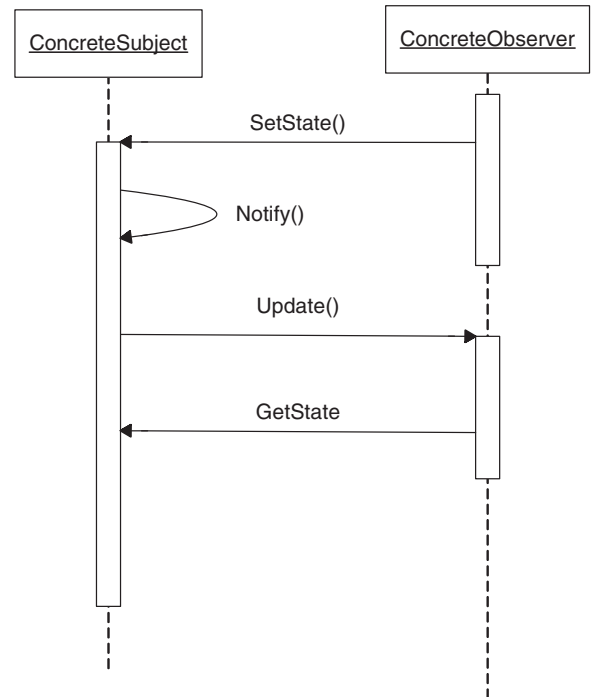 ConcreteSubject
ConcreteObserver
SetState()
Notify()
Update()
GetState